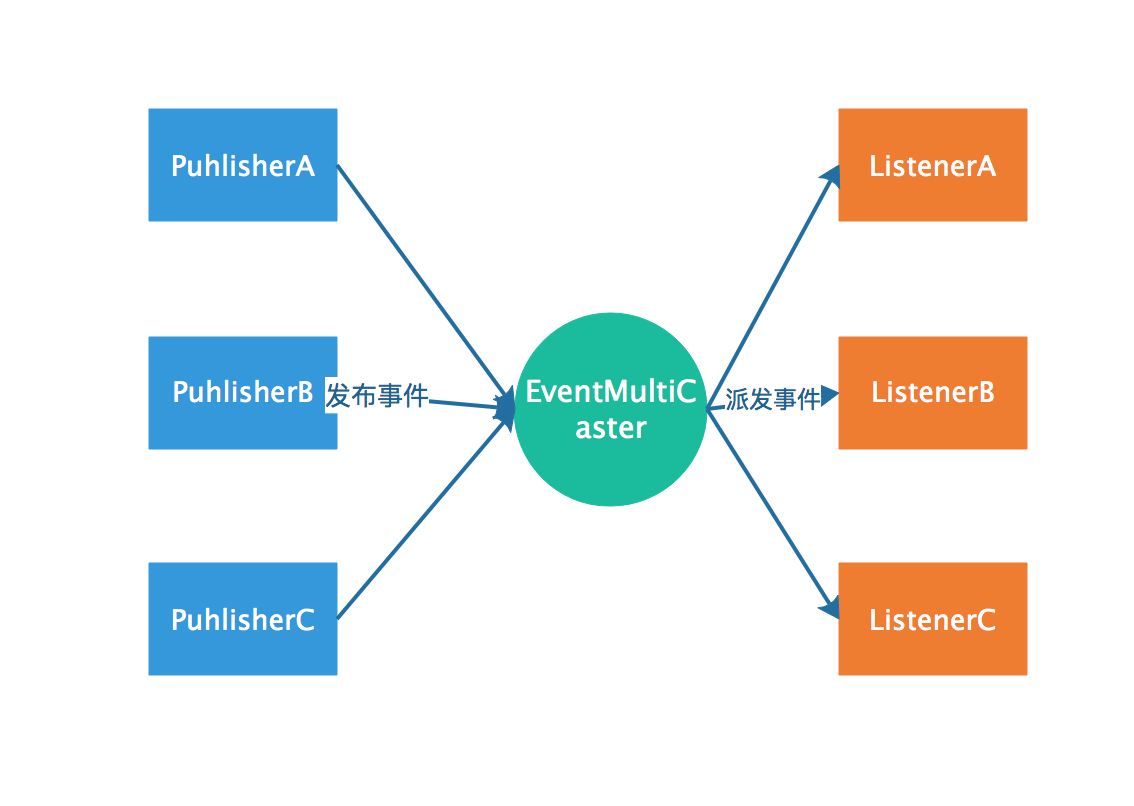 PuhlisherA
ListenerA
PuhlisherB
发布事件
EventMultiC
aster
派发事件
ListenerB
PuhlisherC
ListenerC